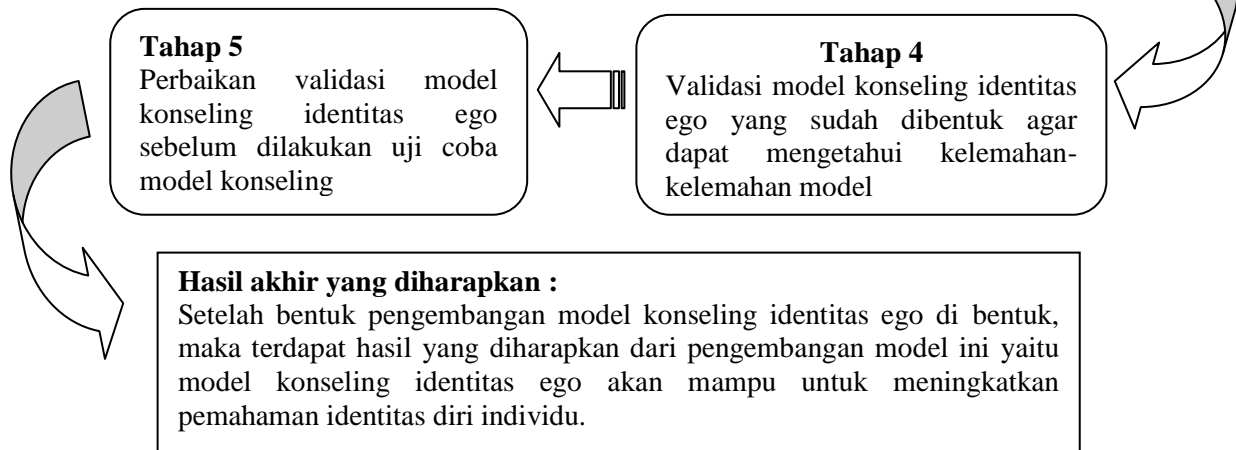 Tahap 5
Perbaikan validasi model
konseling identitas ego
sebelum dilakukan uji coba
model konseling
Tahap 4
Validasi model konseling identitas
ego yang sudah dibentuk agar
dapat mengetahui kelemahan-
kelemahan model
Hasil akhir yang diharapkan :
Setelah bentuk pengembangan model konseling identitas ego di bentuk,
maka terdapat hasil yang diharapkan dari pengembangan model ini yaitu
model konseling identitas ego akan mampu untuk meningkatkan
pemahaman identitas diri individu.